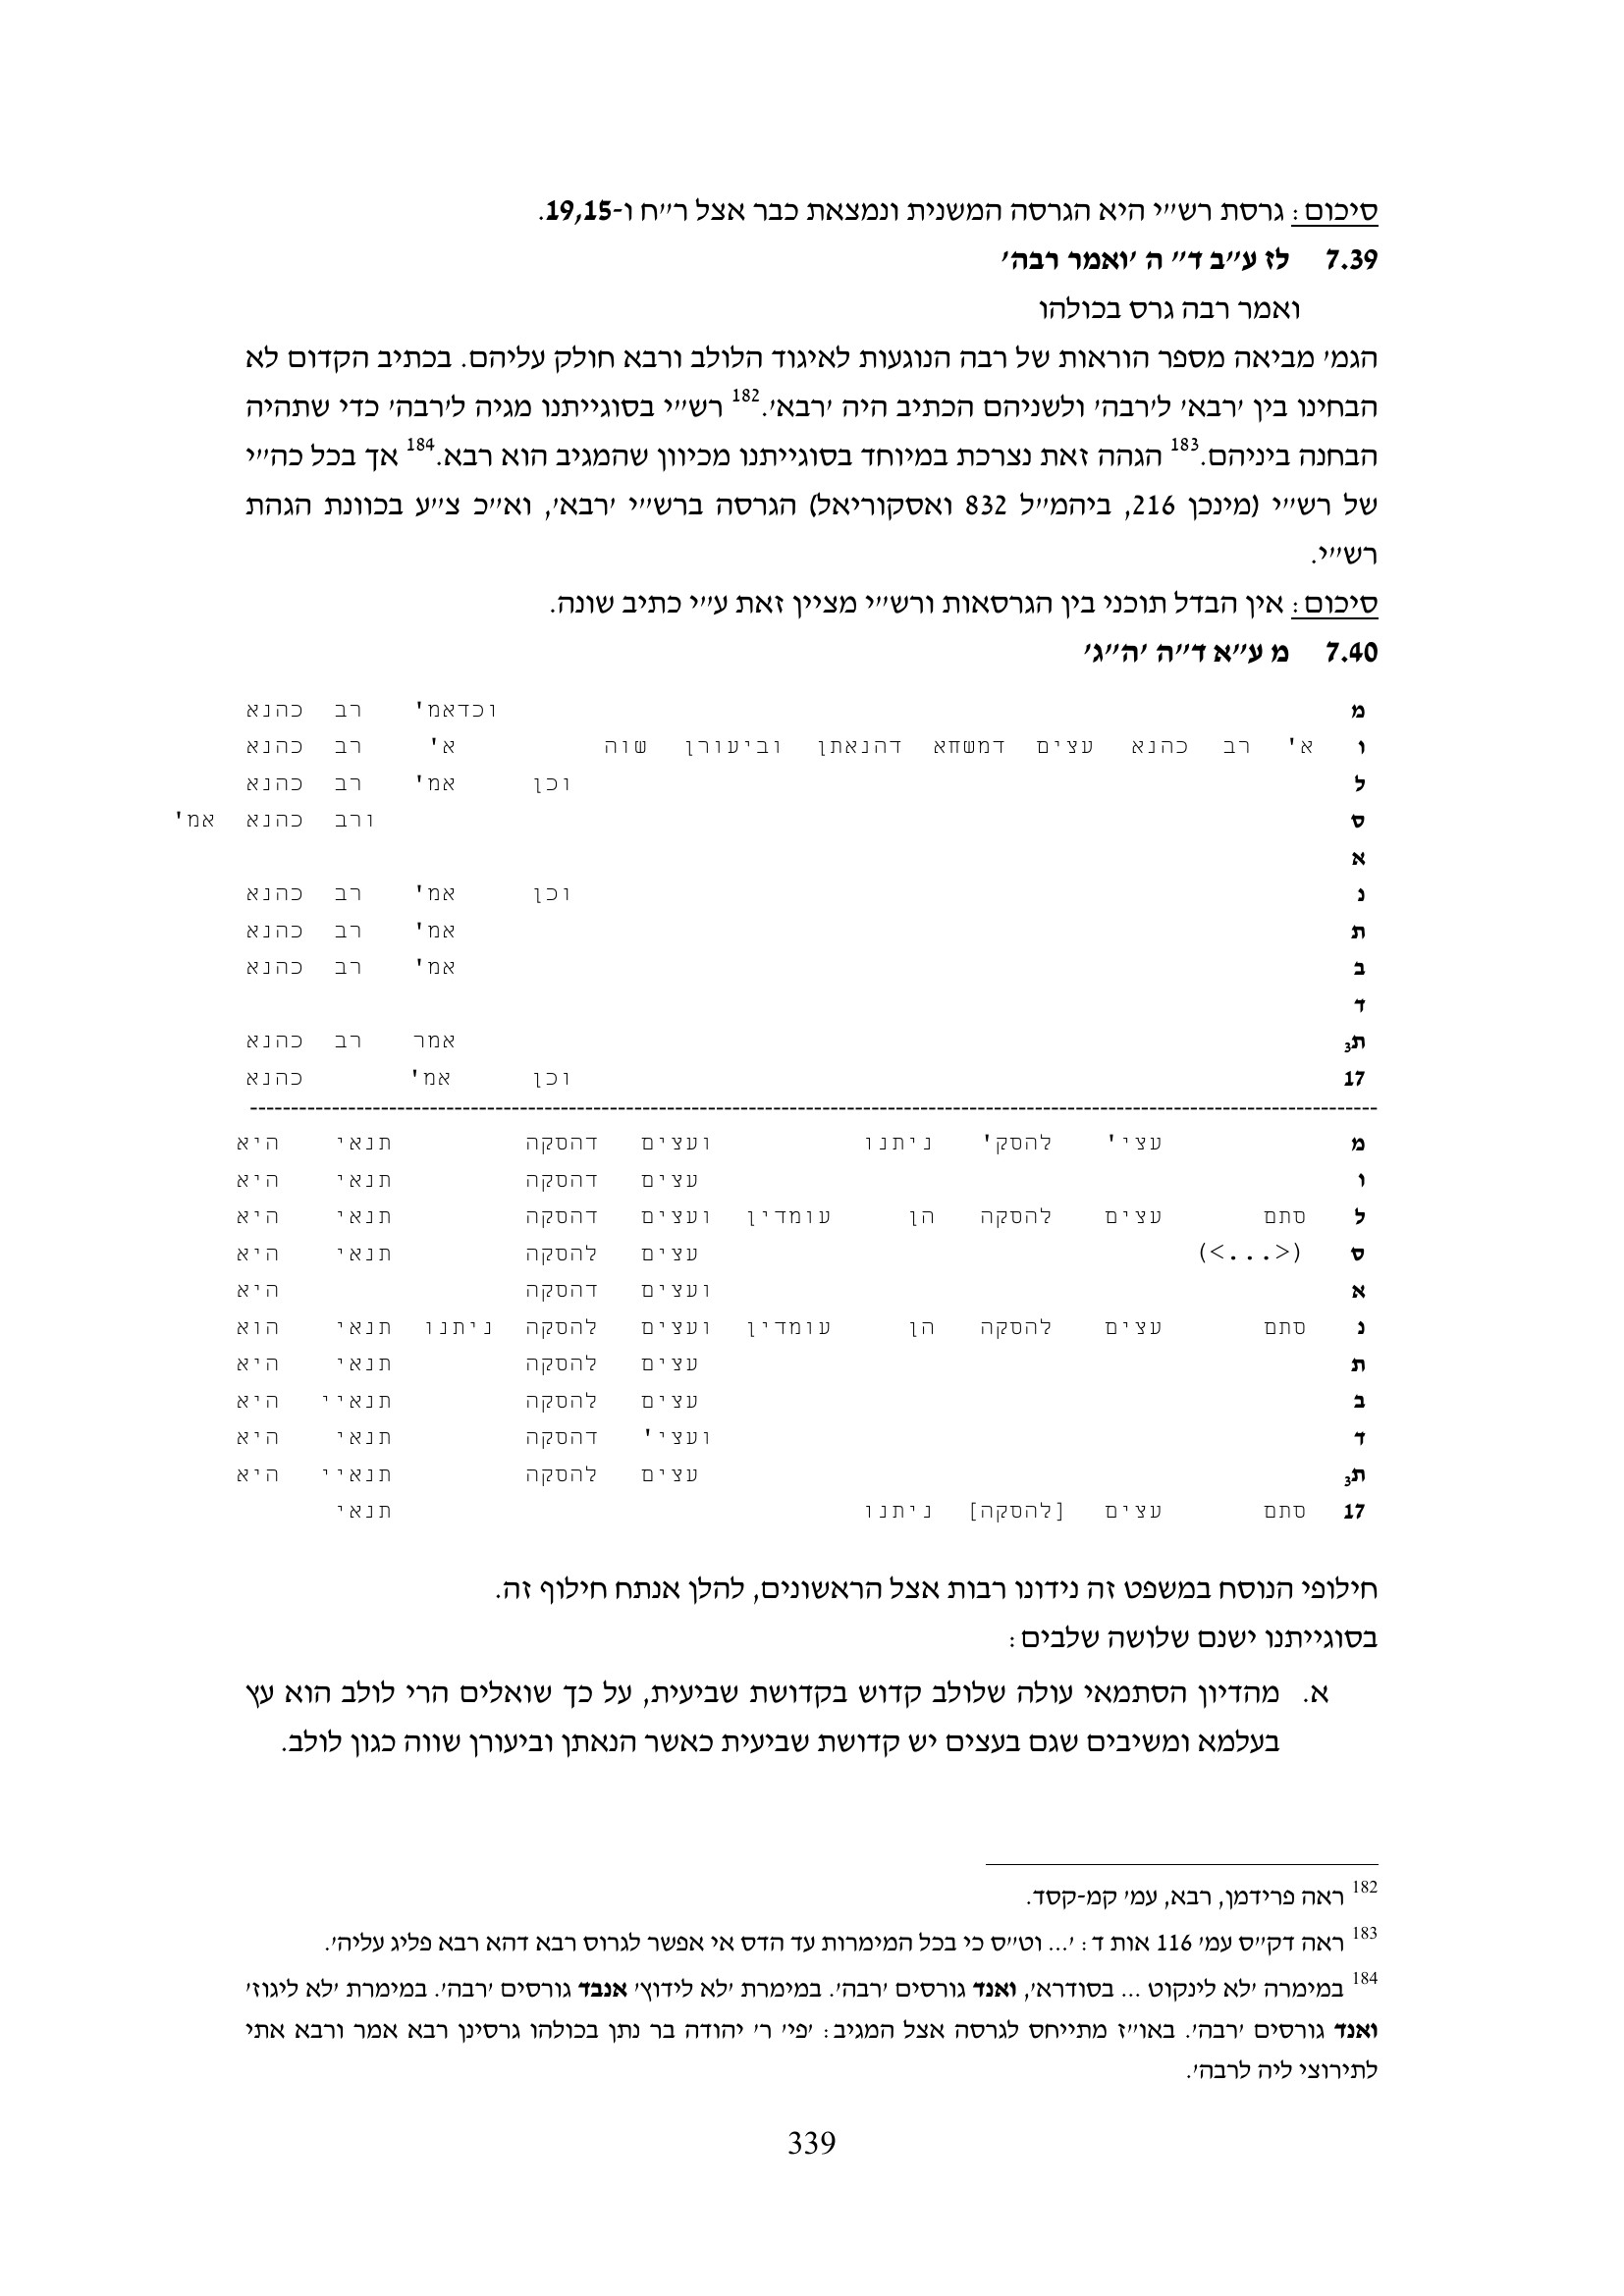 סיכום: גרסת רש״י היא הגרסה המשנית ונמצאת כבר אצל ר״ח ו-19,15.
7.39 לז ע״ב ד״ ה ׳ואמר רבה׳
ואמר רבה גרס בכולהו
הגמ׳ מביאה מספר הוראות של רבה הנוגעות לאיגוד הלולב ורבא חולק עליהם. בכתיב הקדום לא
הבחינו בין ׳רבא׳ ל׳רבה׳ ולשניהם הכתיב היה ׳רבא׳.182 רש״י בסוגייתנו מגיה ל׳רבה׳ כדי שתהיה
הבחנה ביניהם.183 הגהה זאת נצרכת במיוחד בסוגייתנו מכיוון שהמגיב הוא רבא.184 אך בכל כה״י
של רש״י (מינכן 216, ביהמ״ל 832 ואסקוריאל) הגרסה ברש״י ׳רבא׳, וא״כ צ״ע בכוונת הגהת
רש״י.
סיכום: אין הבדל תוכני בין הגרסאות ורש״י מציין זאת ע״י כתיב שונה.
7.40 מ ע״א ד״ה ׳ה״ג׳
מ וכדאמ' רב כהנא
ו א' רב כהנא עצים דמשחא דהנאתן וביעורן שוה א' רב כהנא
ל וכן אמ' רב כהנא
ס ורב כהנא אמ'
א
נ וכן אמ' רב כהנא
ת אמ' רב כהנא
ב אמ' רב כהנא
ד
ת3 אמר רב כהנא
17 וכן אמ' כהנא
מ עצי' להסק' ניתנו ועצים דהסקה תנאי היא
ו עצים דהסקה תנאי היא
ל סתם עצים להסקה הן עומדין ועצים דהסקה תנאי היא
ס (<...>) עצים להסקה תנאי היא
א ועצים דהסקה היא
נ סתם עצים להסקה הן עומדין ועצים להסקה ניתנו תנאי הוא
ת עצים להסקה תנאי היא
ב עצים להסקה תנאיי היא
ד ועצי' דהסקה תנאי היא
ת3 עצים להסקה תנאיי היא
17 סתם עצים [להסקה] ניתנו תנאי
חילופי הנוסח במשפט זה נידונו רבות אצל הראשונים, להלן אנתח חילוף זה.
בסוגייתנו ישנם שלושה שלבים:
א. מהדיון הסתמאי עולה שלולב קדוש בקדושת שביעית, על כך שואלים הרי לולב הוא עץ
בעלמא ומשיבים שגם בעצים יש קדושת שביעית כאשר הנאתן וביעורן שווה כגון לולב.
182 ראה פרידמן, רבא, עמ׳ קמ-קסד.
183 ראה דק״ס עמ׳ 116 אות ד: ׳... וט״ס כי בכל המימרות עד הדס אי אפשר לגרוס רבא דהא רבא פליג עליה׳.
184 במימרה ׳לא לינקוט ... בסודרא׳, ואנד גורסים ׳רבה׳. במימרת ׳לא לידוץ׳ אנבד גורסים ׳רבה׳. במימרת ׳לא ליגוז׳
ואנד גורסים ׳רבה׳. באו״ז מתייחס לגרסה אצל המגיב: ׳פי׳ ר׳ יהודה בר נתן בכולהו גרסינן רבא אמר ורבא אתי
לתירוצי ליה לרבה׳.
339